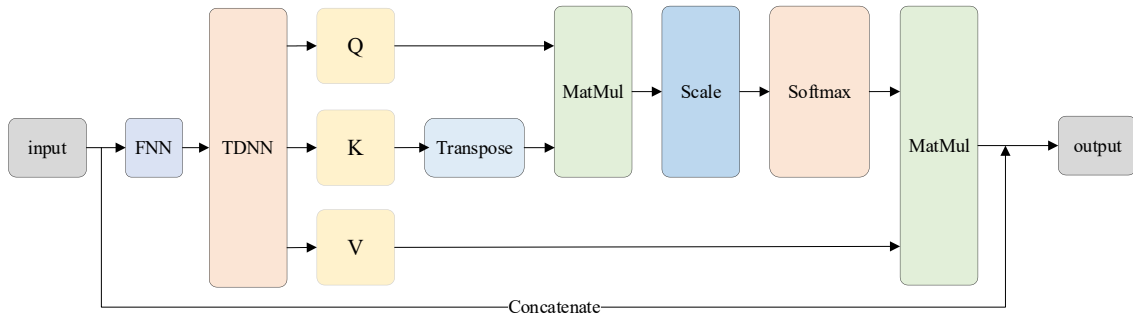 input
FNN
TDNN
Q
K
V
Transpose
MatMul
Scale
Softmax
MatMul
output
Concatenate